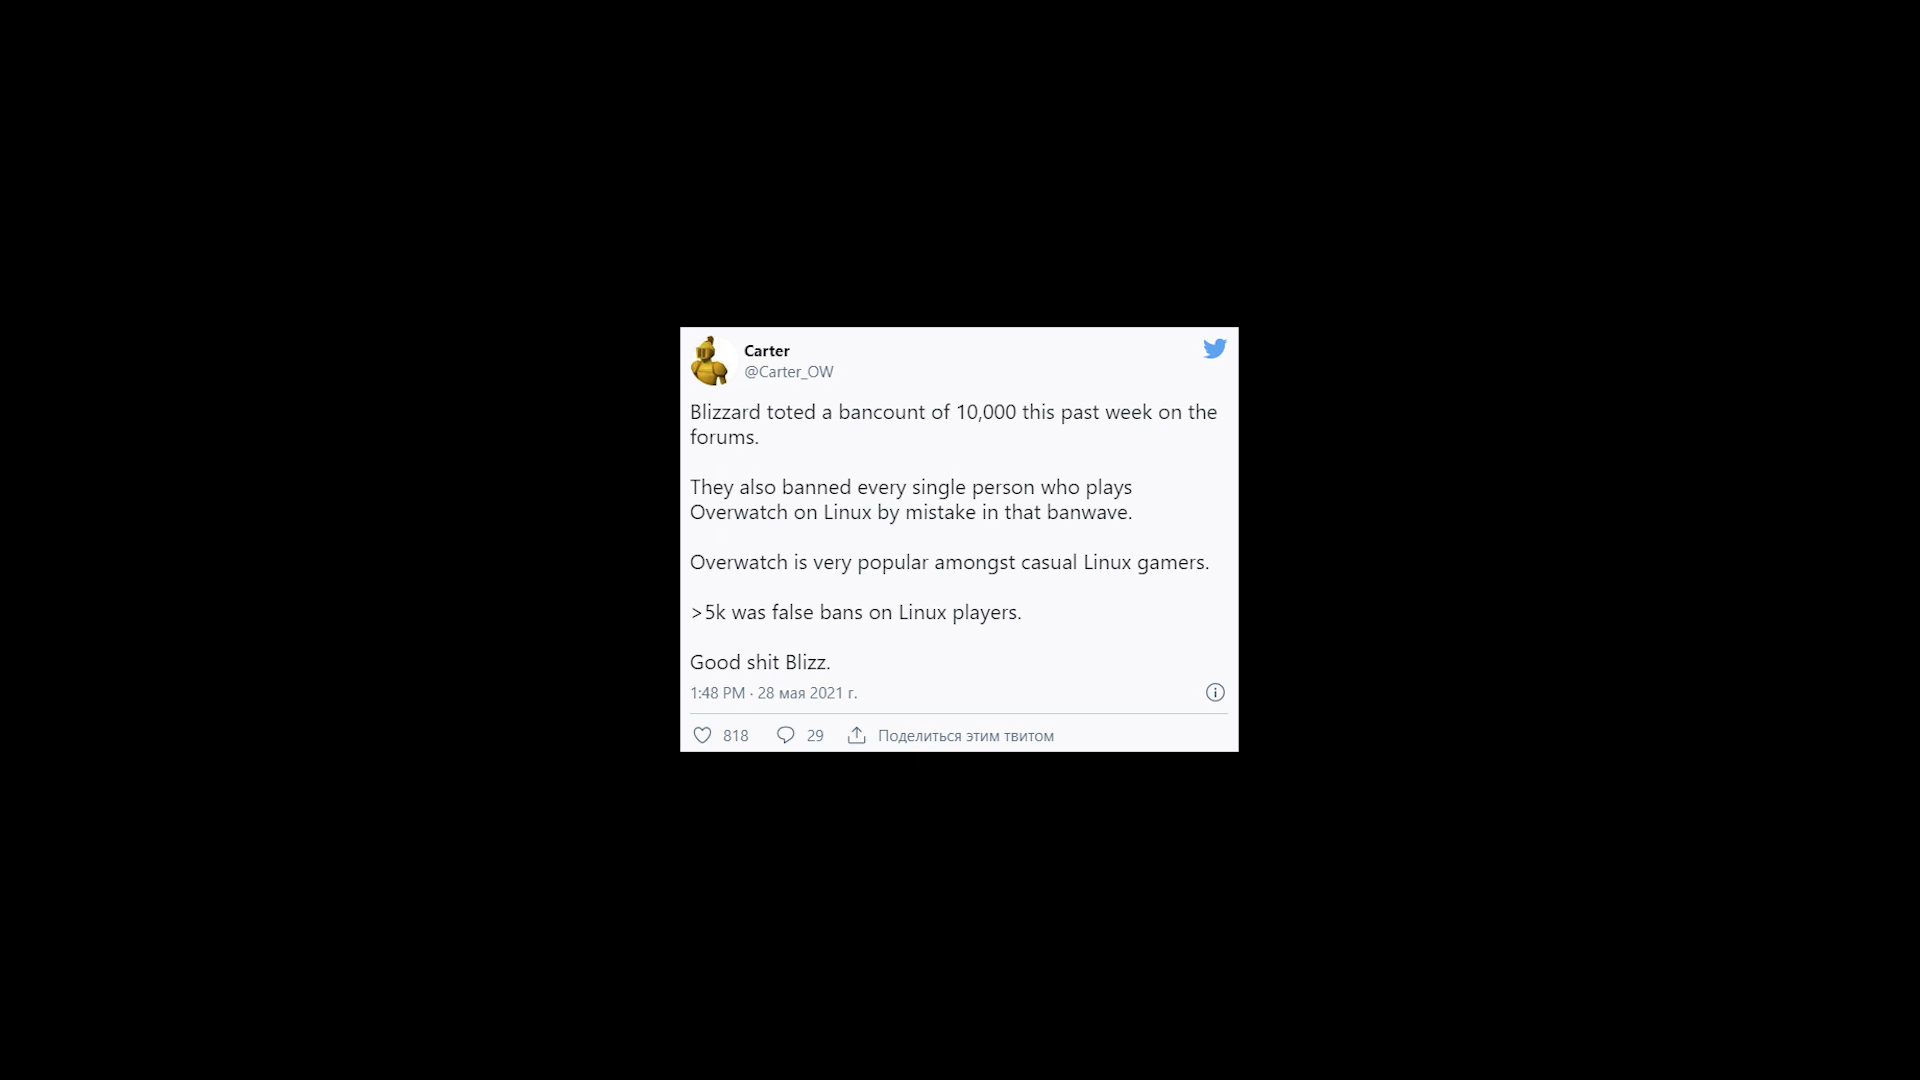 Carter
@Carter_OW
Blizzard toted a bancount of 10,000 this past week on the
forums.
They also banned every single person who plays
Overwatch on Linux by mistake in that banwave.
Overwatch is very popular amongst casual Linux gamers.
>5k was false bans on Linux players.
Good shit Blizz.
1:48 PM · 28 мая 2021 г.
818 29 Поделиться этим твитом